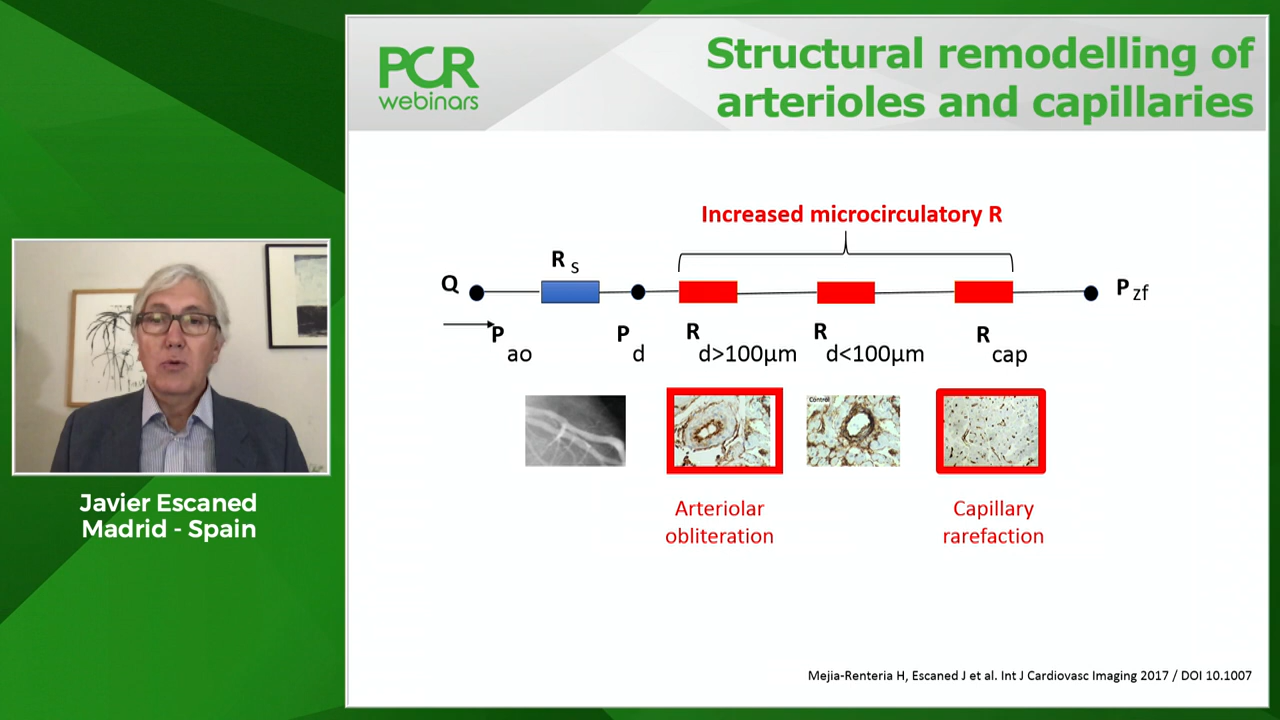 PCR
webinars
Structural remodelling of
arterioles and capillaries
Increased microcirculatory R
Q
R s
P zf
P ao
P d
R d>100µm
R d<100µm
R cap
Control
Arteriolar
obliteration
Capillary
rarefaction
Javier Escaned
Madrid - Spain
Mejia-Renteria H, Escaned J et al. Int J Cardiovasc Imaging 2017 / DOI 10.1007